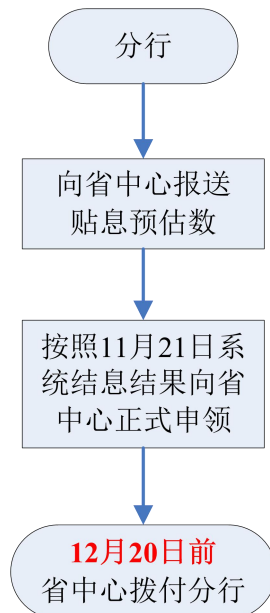 分行
向省中心报送
贴息预估数
按照11月21日系
统结息结果向省
中心正式申领
12月20日前
省中心拨付分行